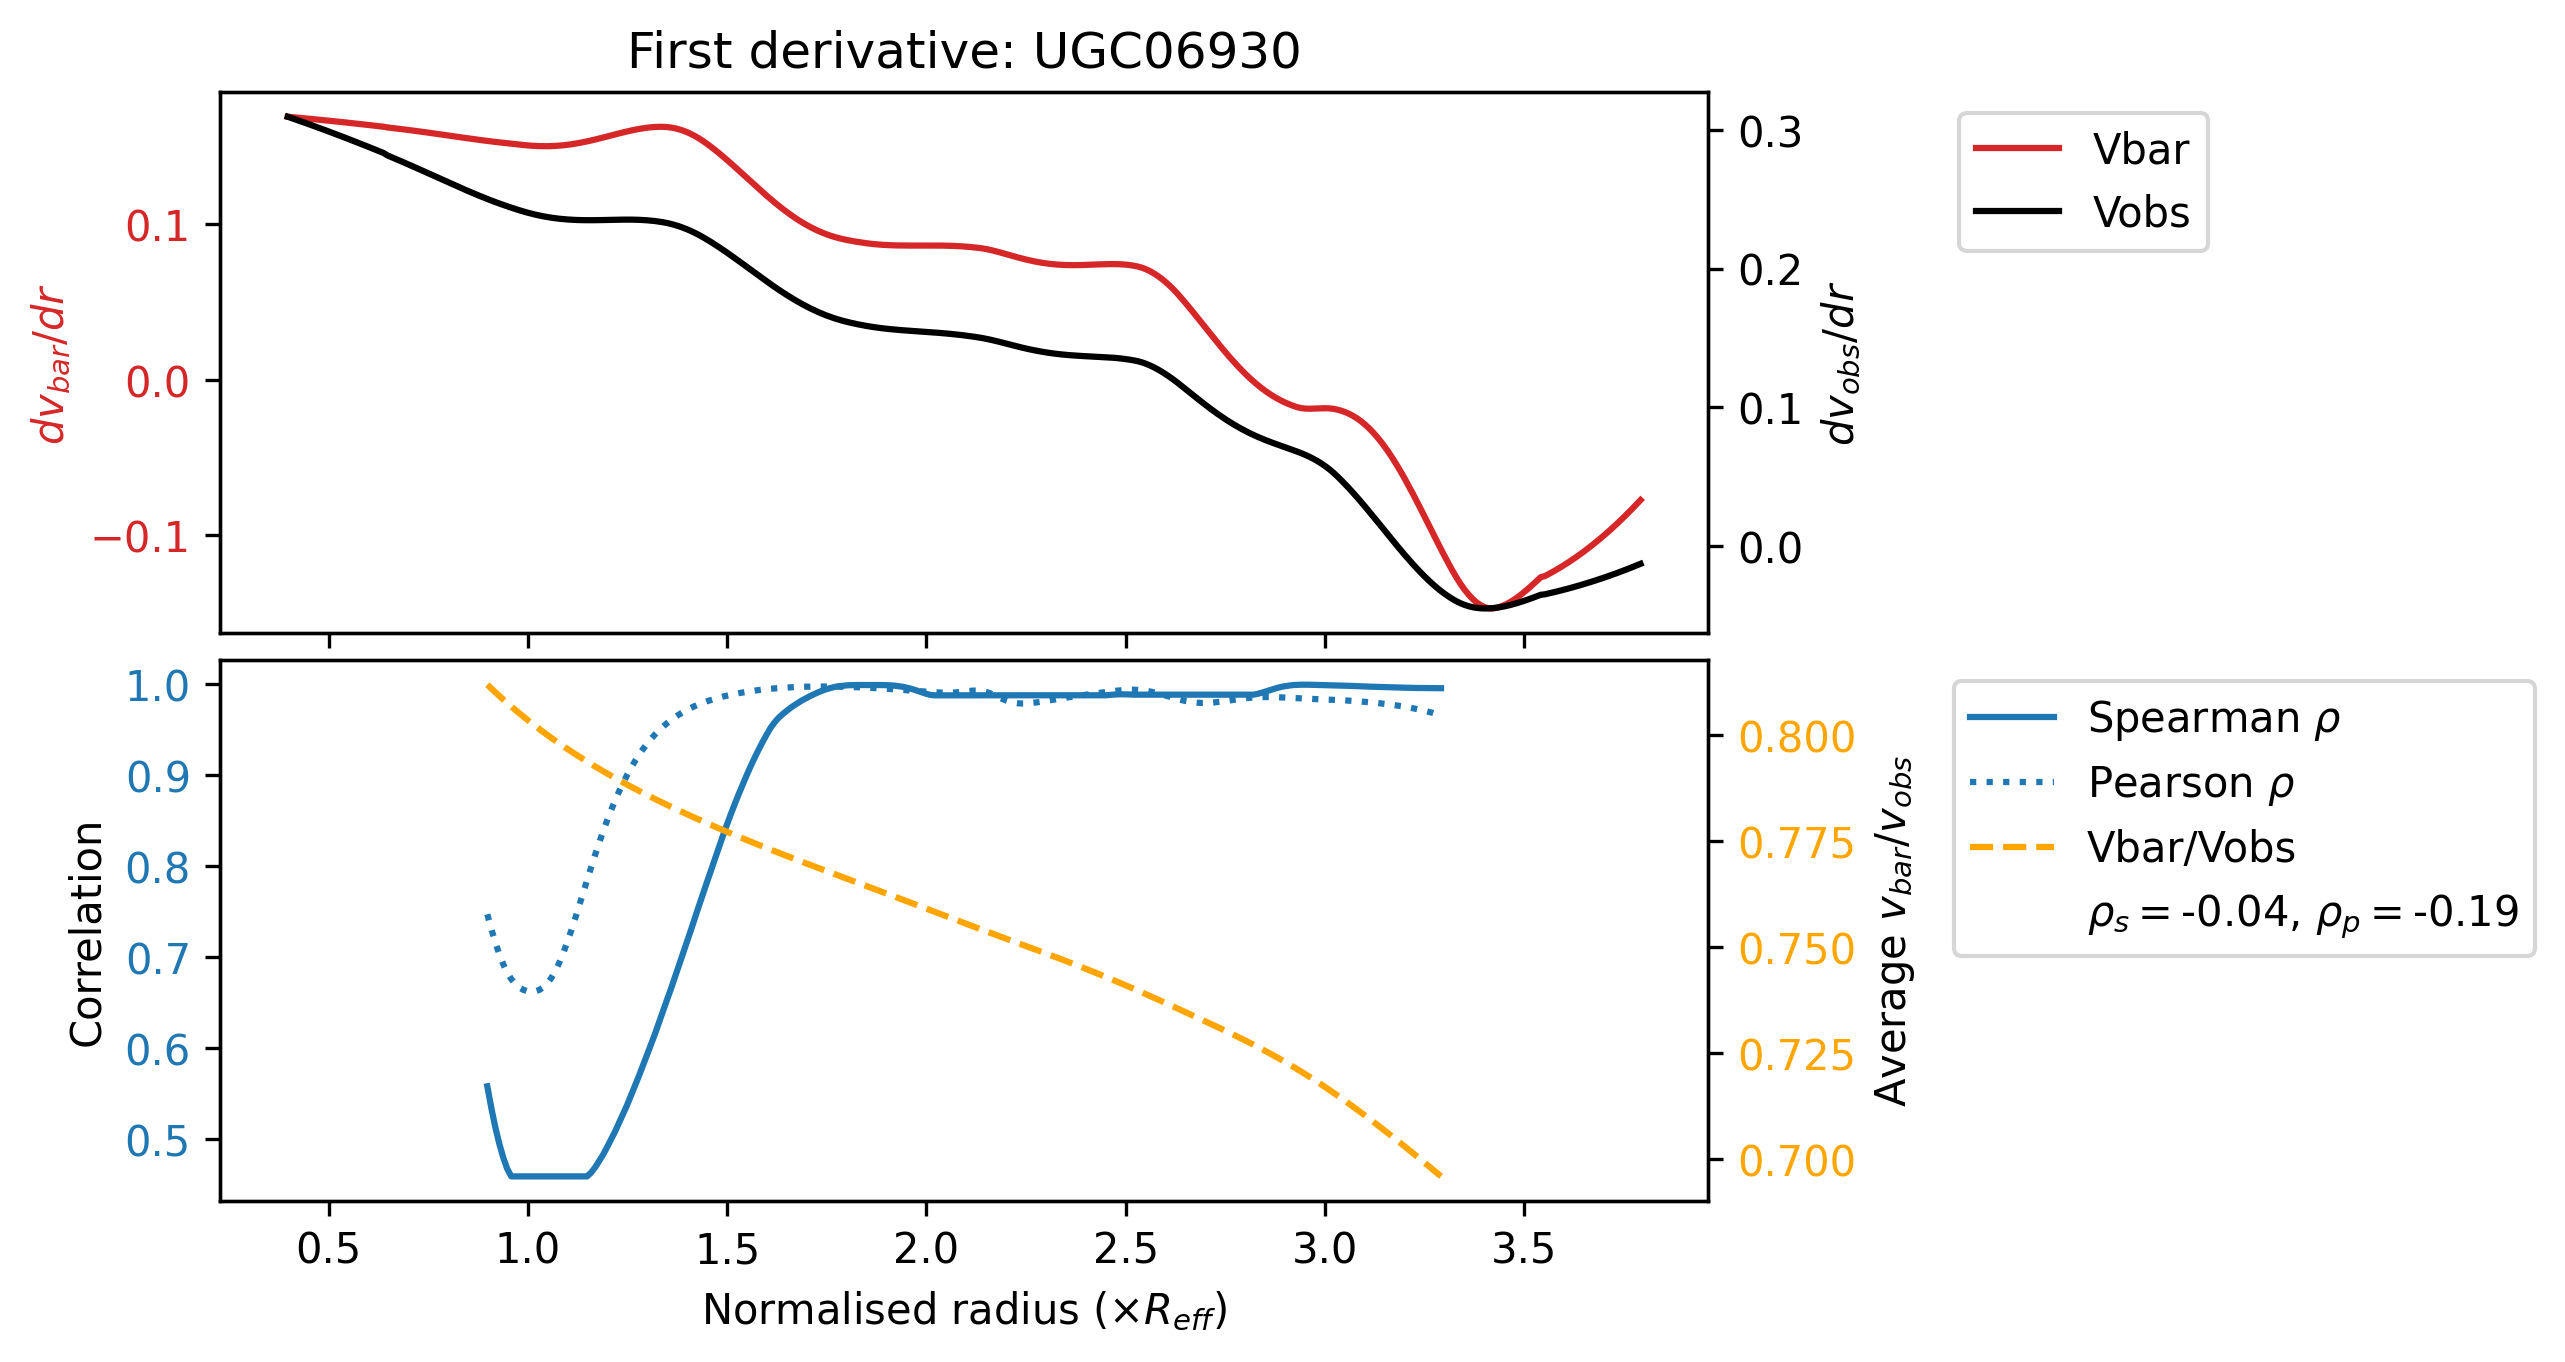 First derivative: UGC06930
0.1
0.0
−0.1
dv_bar/dr
0.3
0.2
0.1
0.0
dv_obs/dr
Vbar
Vobs
1.0
0.9
0.8
0.7
0.6
0.5
Correlation
0.800
0.775
0.750
0.725
0.700
Average v_bar/v_obs
Spearman ρ
Pearson ρ
Vbar/Vobs
ρ_s = -0.04, ρ_p = -0.19
0.5 1.0 1.5 2.0 2.5 3.0 3.5
Normalised radius (×R_eff)